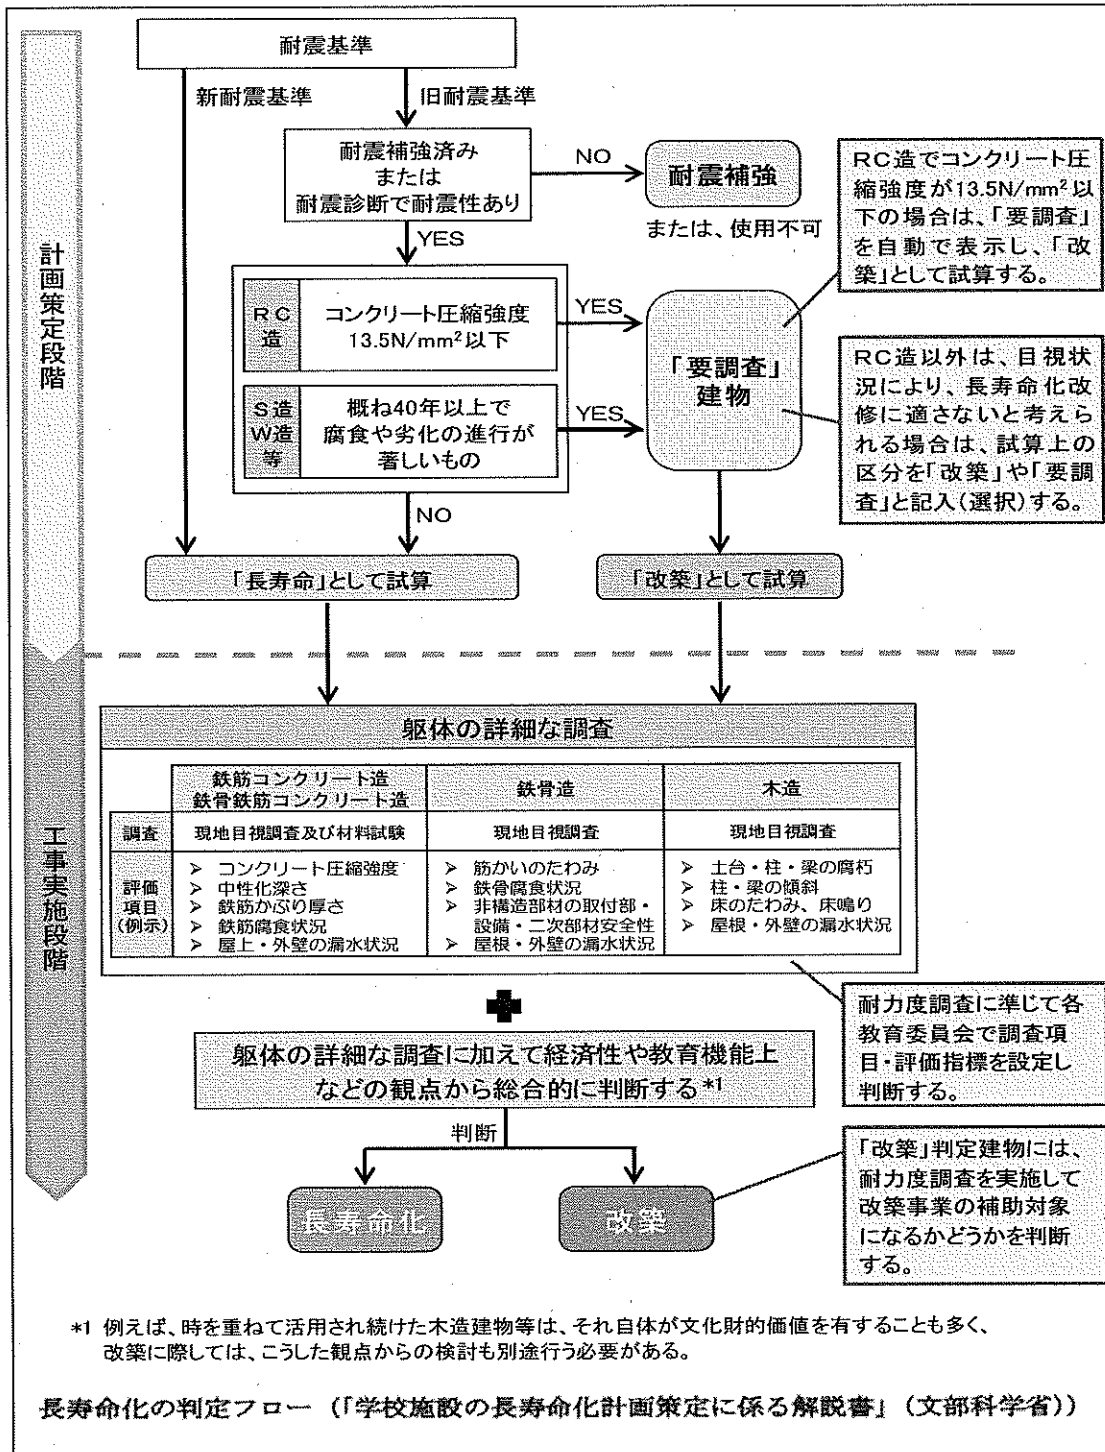 耐震基準
新耐震基準
旧耐震基準
耐震補強済み
または
耐震診断で耐震性あり
NO
耐震補強
または、使用不可
YES
RC造でコンクリート圧
縮強度が13.5N/mm²以
下の場合は、「要調査」
を自動で表示し、「改
築」として試算する。
計画策定段階
RC
造
コンクリート圧縮強度
13.5N/mm²以下
YES
S造
W造
等
概ね40年以上で
腐食や劣化の進行が
著しいもの
YES
「要調査」
建物
RC造以外は、目視状
況により、長寿命化改
修に適さないと考えら
れる場合は、試算上の
区分を「改築」や「要調
査」と記入(選択)する。
NO
「長寿命」として試算
「改築」として試算
工事実施段階
躯体の詳細な調査
鉄筋コンクリート造
鉄骨鉄筋コンクリート造
鉄骨造
木造
調査
現地目視調査及び材料試験
現地目視調査
現地目視調査
評価
項目
(例示)
➢ コンクリート圧縮強度
➢ 中性化深さ
➢ 鉄筋かぶり厚さ
➢ 鉄筋腐食状況
➢ 屋上・外壁の漏水状況
➢ 筋かいのたわみ
➢ 鉄骨腐食状況
➢ 非構造部材の取付部・
設備・二次部材安全性
➢ 屋根・外壁の漏水状況
➢ 土台・柱・梁の腐朽
➢ 柱・梁の傾斜
➢ 床のたわみ、床鳴り
➢ 屋根・外壁の漏水状況
耐力度調査に準じて各
教育委員会で調査項
目・評価指標を設定し
判断する。
躯体の詳細な調査に加えて経済性や教育機能上
などの観点から総合的に判断する*1
判断
長寿命化
改築
「改築」判定建物には、
耐力度調査を実施して
改築事業の補助対象
になるかどうかを判断
する。
*1 例えば、時を重ねて活用され続けた木造建物等は、それ自体が文化財的価値を有することも多く、
改築に際しては、こうした観点からの検討も別途行う必要がある。
長寿命化の判定フロー(「学校施設の長寿命化計画策定に係る解説書」(文部科学省))